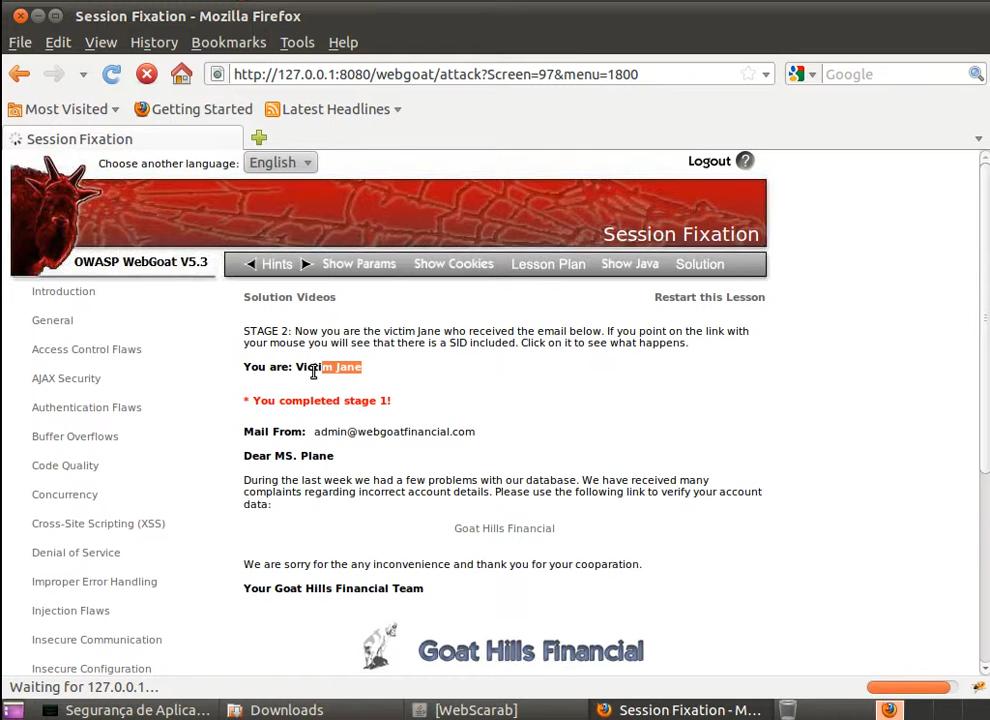 Session Fixation - Mozilla Firefox
File Edit View History Bookmarks Tools Help
http://127.0.0.1:8080/webgoat/attack?Screen=97&menu=1800
Google
Most Visited
Getting Started
Latest Headlines
Session Fixation
Choose another language: English
Logout ?
Session Fixation
OWASP WebGoat V5.3
Hints
Show Params
Show Cookies
Lesson Plan
Show Java
Solution
Introduction
General
Access Control Flaws
AJAX Security
Authentication Flaws
Buffer Overflows
Code Quality
Concurrency
Cross-Site Scripting (XSS)
Denial of Service
Improper Error Handling
Injection Flaws
Insecure Communication
Insecure Configuration
Solution Videos
Restart this Lesson
STAGE 2: Now you are the victim Jane who received the email below. If you point on the link with
your mouse you will see that there is a SID included. Click on it to see what happens.
You are: Victim Jane
* You completed stage 1!
Mail From: admin@webgoatfinancial.com
Dear MS. Plane
During the last week we had a few problems with our database. We have received many
complaints regarding incorrect account details. Please use the following link to verify your account
data:
Goat Hills Financial
We are sorry for the any inconvenience and thank you for your cooparation.
Your Goat Hills Financial Team
Goat Hills Financial
Waiting for 127.0.0.1...
Segurança de Aplica...
Downloads
[WebScarab]
Session Fixation - M...